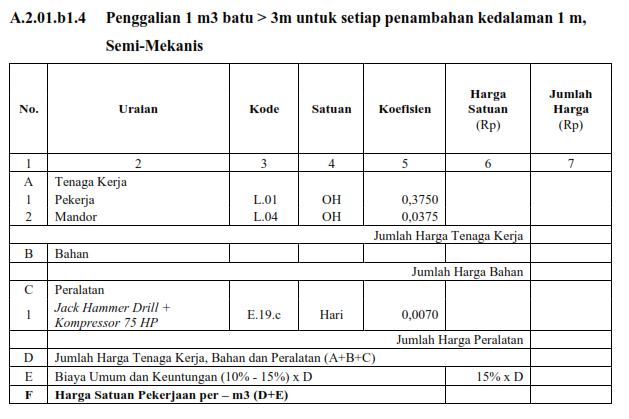 A.2.01.b1.4 Penggalian 1 m3 batu > 3m untuk setiap penambahan kedalaman 1 m,
Semi-Mekanis
No. Uraian Kode Satuan Koefisien Harga Satuan (Rp) Jumlah Harga (Rp)
1 2 3 4 5 6 7
A Tenaga Kerja
1 Pekerja L.01 OH 0,3750
2 Mandor L.04 OH 0,0375
Jumlah Harga Tenaga Kerja
B Bahan
Jumlah Harga Bahan
C Peralatan
1 Jack Hammer Drill + Kompressor 75 HP E.19.c Hari 0,0070
Jumlah Harga Peralatan
D Jumlah Harga Tenaga Kerja, Bahan dan Peralatan (A+B+C)
E Biaya Umum dan Keuntungan (10% - 15%) x D 15% x D
F Harga Satuan Pekerjaan per – m3 (D+E)